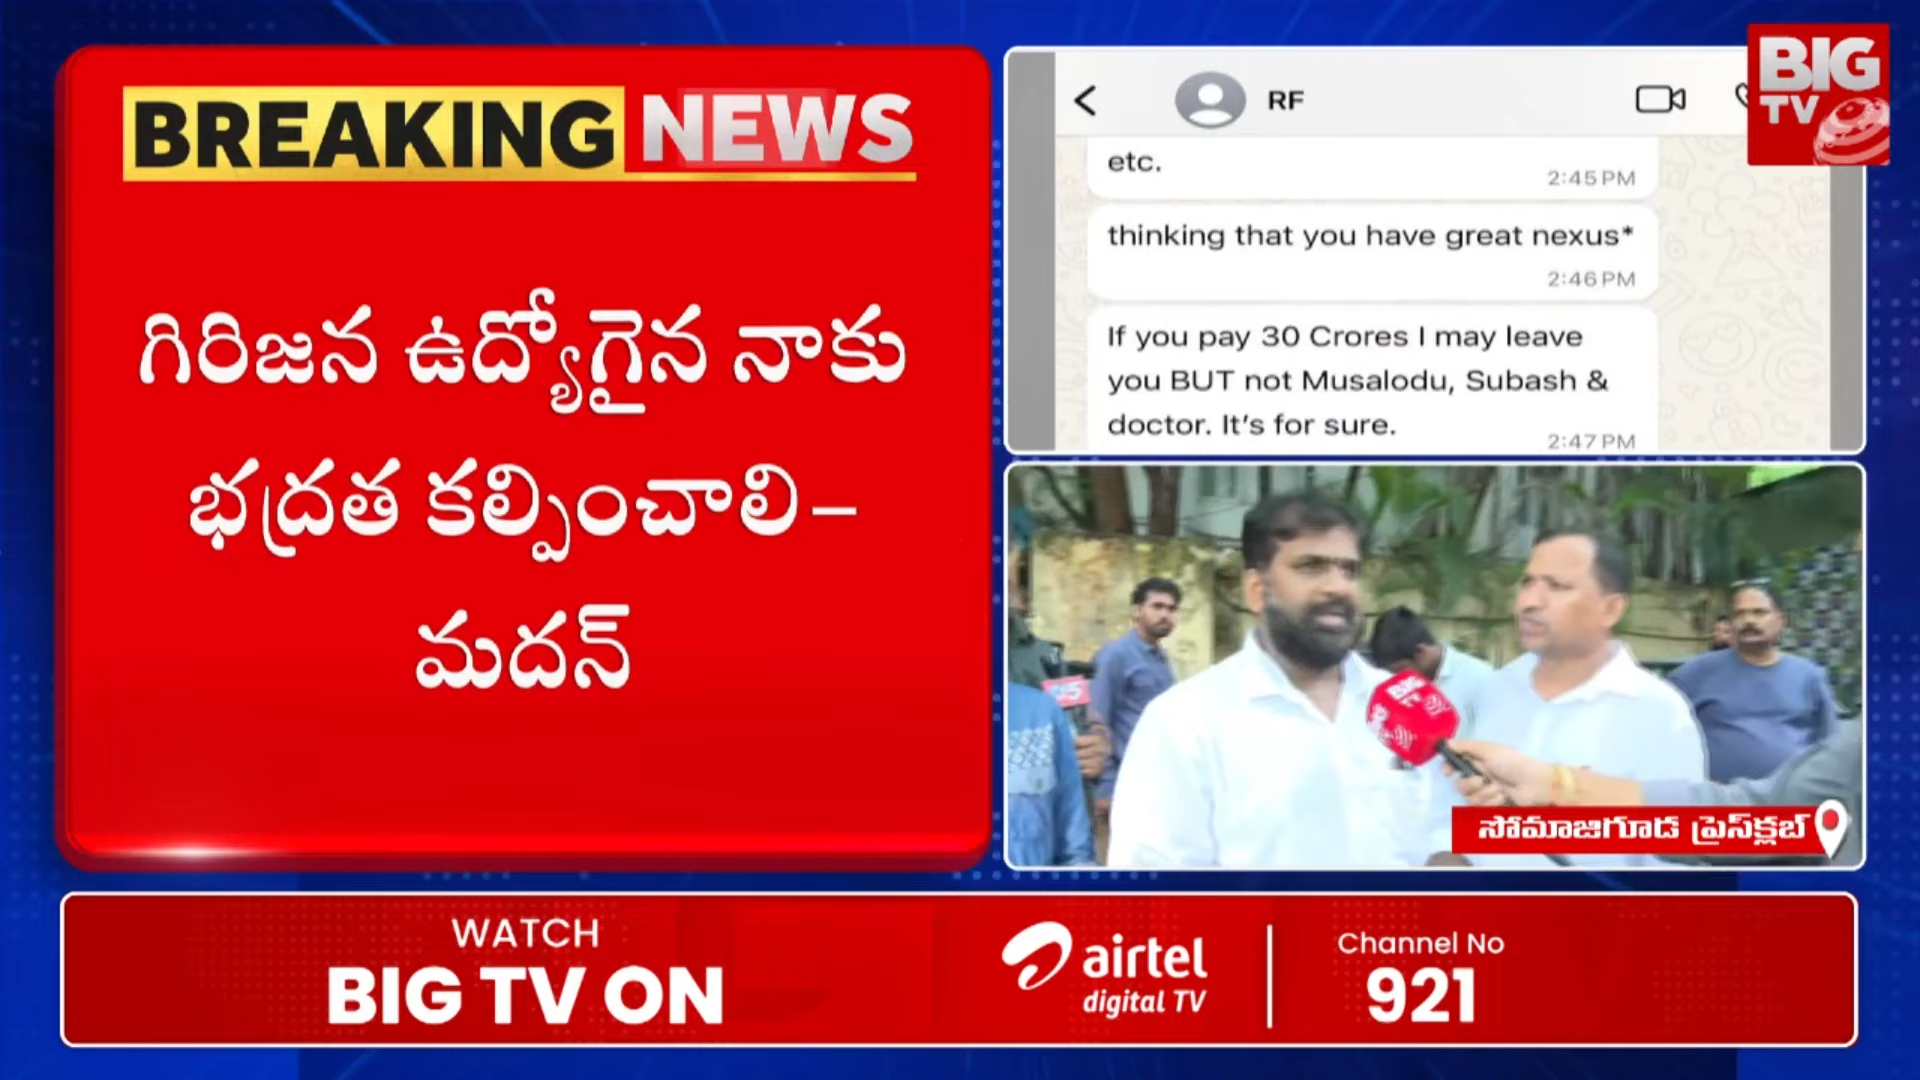 BREAKING NEWS
గిరిజన ఉద్యోగైన నాకు
భద్రత కల్పించాలి–
మదన్
RF
BIG
TV
etc.
2:45 PM
thinking that you have great nexus*
2:46 PM
If you pay 30 Crores I may leave
you BUT not Musalodu, Subash &
doctor. It's for sure.
2:47 PM
BIG
TV
సోమాజిగూడ ప్రెస్‌క్లబ్
WATCH
BIG TV ON
airtel
digital TV
Channel No
921